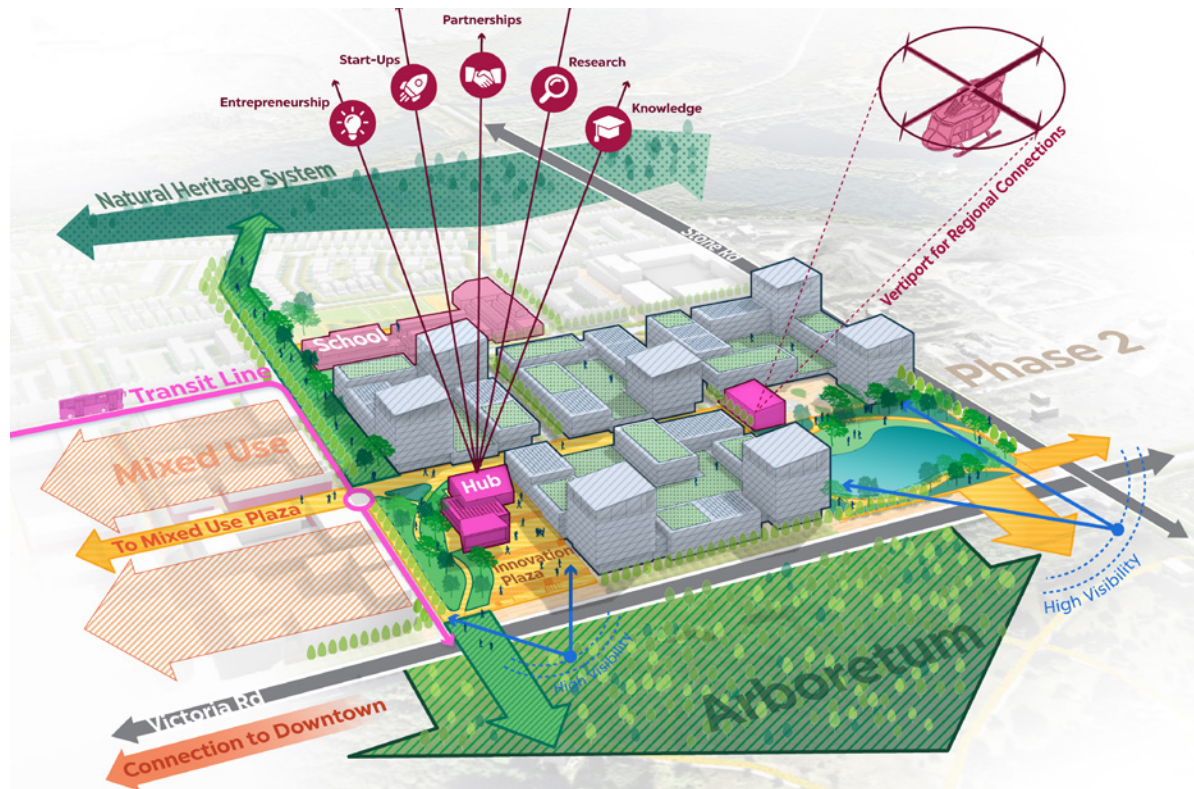 Partnerships
Start-Ups
Research
Entrepreneurship
Knowledge
Natural Heritage System
Stone Rd
Vertiport for Regional Connections
School
Phase 2
Transit Line
Mixed Use
Hub
To Mixed Use Plaza
Innovation
Plaza
High Visibility
High Visibility
Arboretum
Victoria Rd
Connection to Downtown